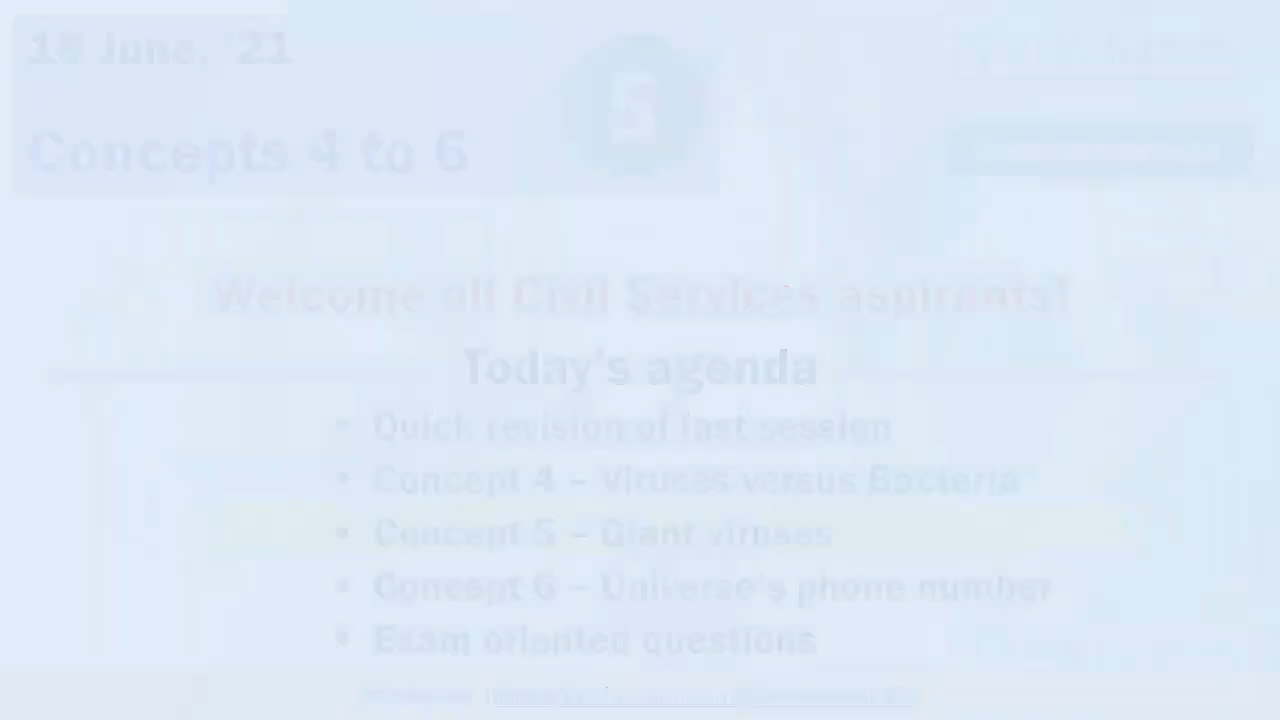 18 June, '21
5
Concepts 4 to 6
Welcome all Civil Services aspirants!
Today's agenda
• Quick revision of last session
• Concept 4 – Viruses versus Bacteria
• Concept 5 – Giant viruses
• Concept 6 – Universe's phone number
• Exam oriented questions